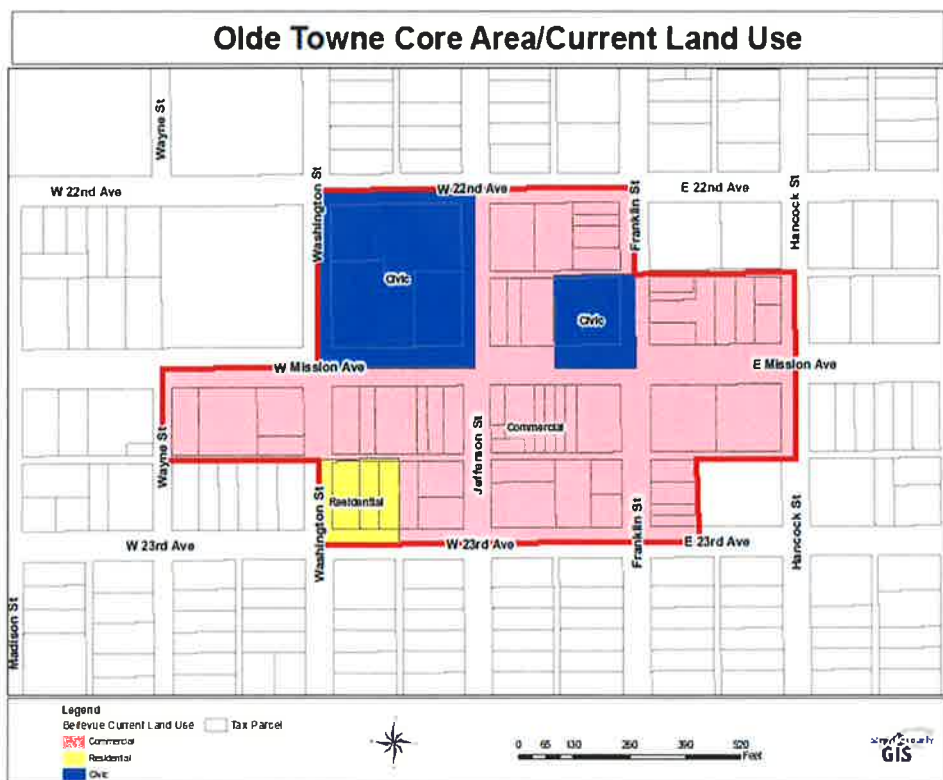 Olde Towne Core Area/Current Land Use
Wayne St
W 22nd Ave
Washington St
W 22nd Ave
Franklin St
E 22nd Ave
Hancock St
Civic
Civic
W Mission Ave
E Mission Ave
Wayne St
Jefferson St
Commercial
Residential
Washington St
W 23rd Ave
W 23rd Ave
Franklin St
E 23rd Ave
Hancock St
Madison St
Legend
Bellevue Current Land Use
Tax Parcel
Commercial
Residential
Civic
0 65 130 260 390 520
Feet
GIS